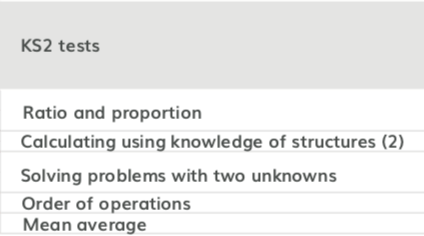 KS2 tests
Ratio and proportion
Calculating using knowledge of structures (2)
Solving problems with two unknowns
Order of operations
Mean average